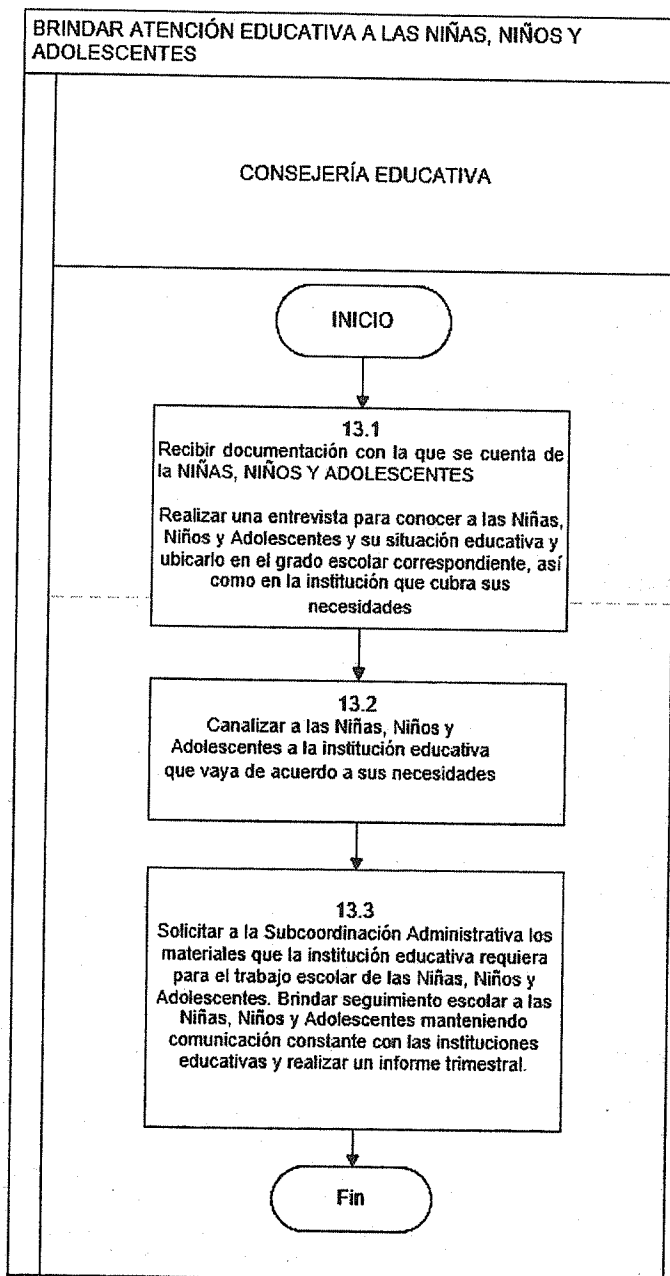 BRINDAR ATENCIÓN EDUCATIVA A LAS NIÑAS, NIÑOS Y
ADOLESCENTES
CONSEJERÍA EDUCATIVA
INICIO
13.1
Recibir documentación con la que se cuenta de
la NIÑAS, NIÑOS Y ADOLESCENTES
Realizar una entrevista para conocer a las Niñas,
Niños y Adolescentes y su situación educativa y
ubicarlo en el grado escolar correspondiente, así
como en la institución que cubra sus
necesidades
13.2
Canalizar a las Niñas, Niños y
Adolescentes a la institución educativa
que vaya de acuerdo a sus necesidades
13.3
Solicitar a la Subcoordinación Administrativa los
materiales que la institución educativa requiera
para el trabajo escolar de las Niñas, Niños y
Adolescentes. Brindar seguimiento escolar a las
Niñas, Niños y Adolescentes manteniendo
comunicación constante con las instituciones
educativas y realizar un informe trimestral.
Fin